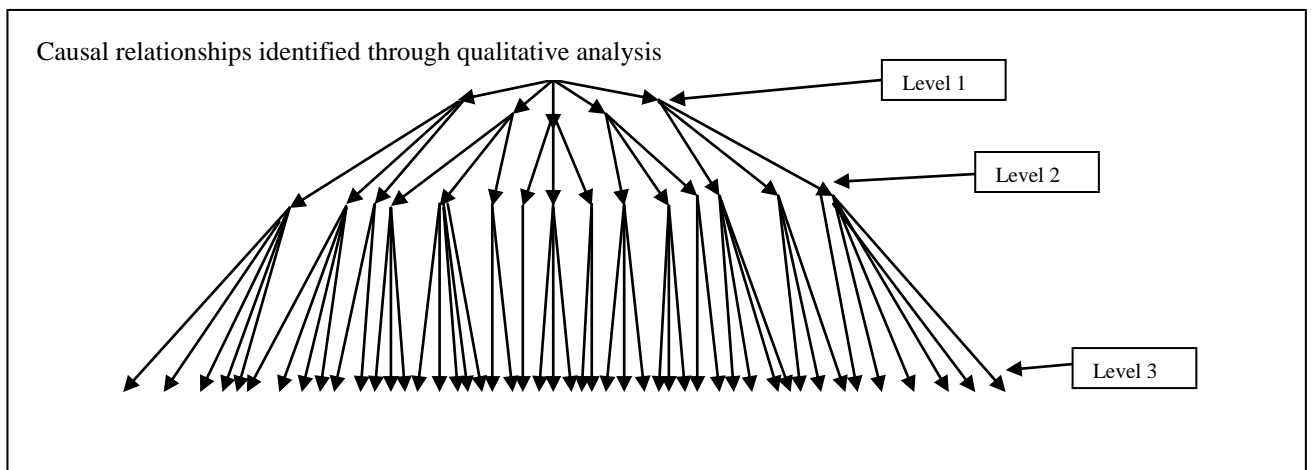 Causal relationships identified through qualitative analysis
Level 1
Level 2
Level 3